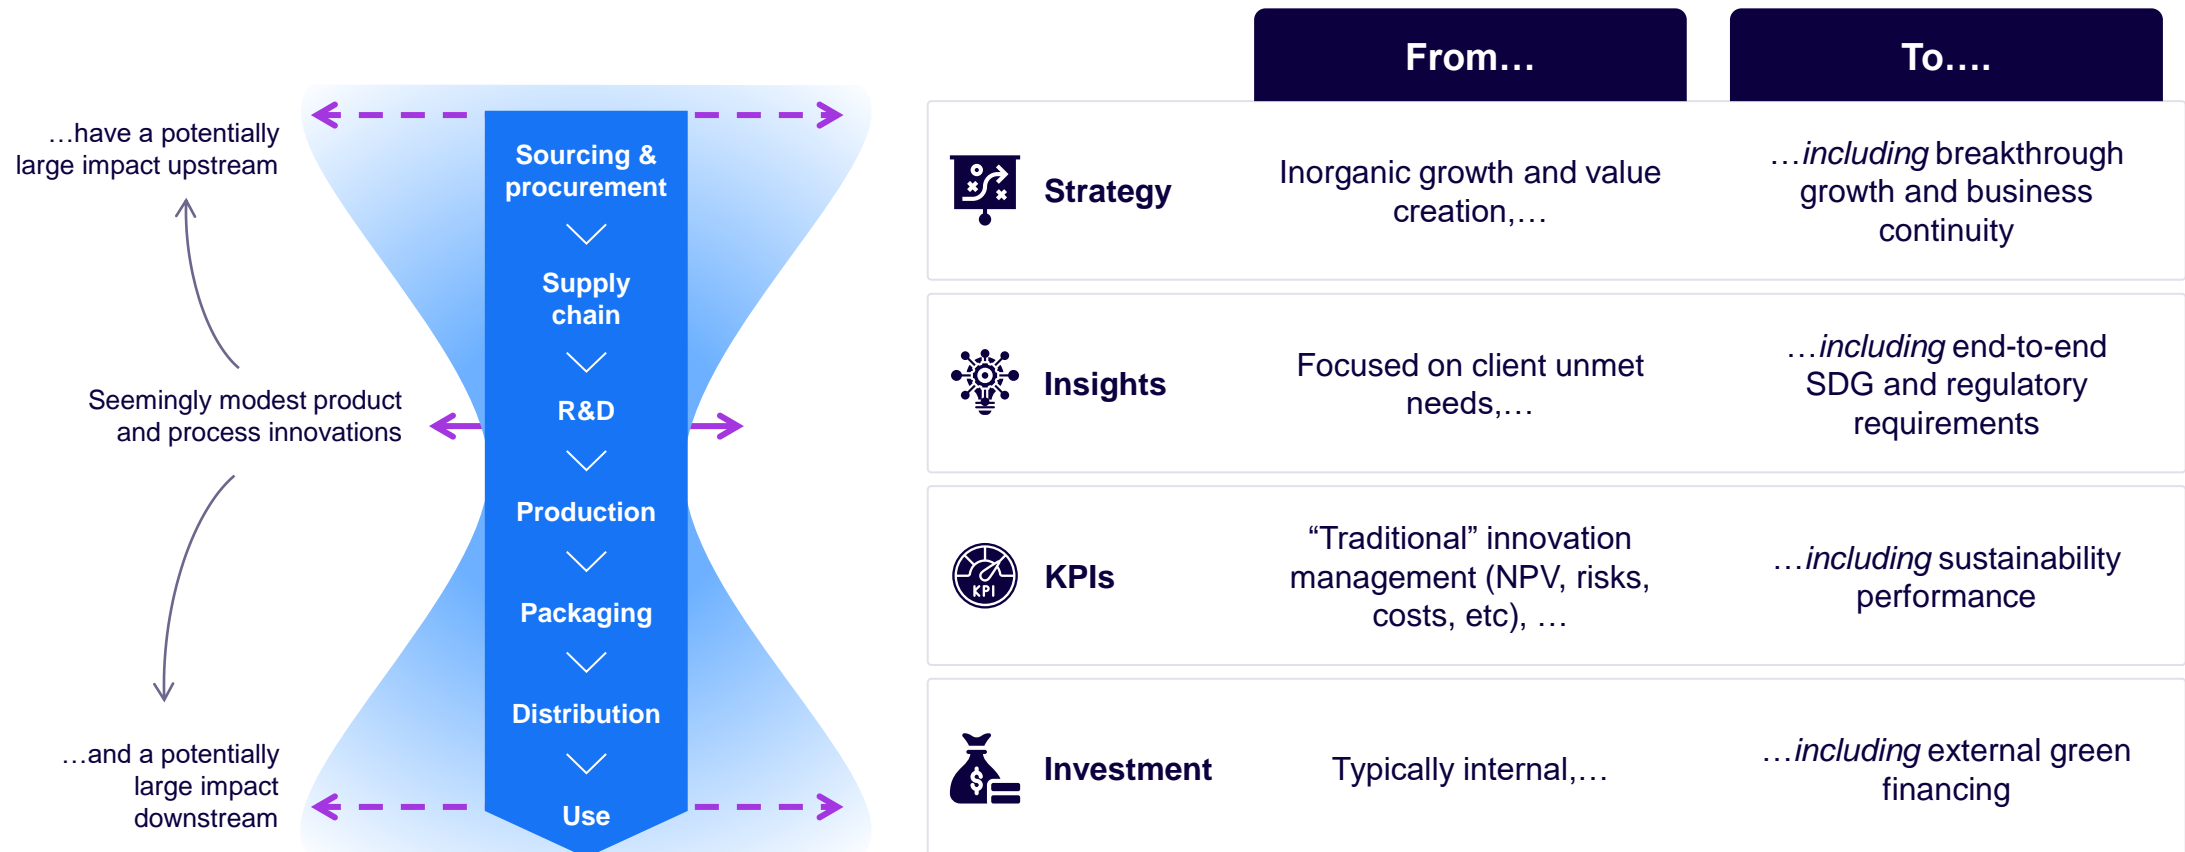 …have a potentially
large impact upstream
Seemingly modest product
and process innovations
…and a potentially
large impact
downstream
Sourcing &
procurement
Supply
chain
R&D
Production
Packaging
Distribution
Use
From…
To….
Strategy
Inorganic growth and value
creation,…
…including breakthrough
growth and business
continuity
Insights
Focused on client unmet
needs,…
…including end-to-end
SDG and regulatory
requirements
KPI
KPIs
“Traditional” innovation
management (NPV, risks,
costs, etc), …
…including sustainability
performance
$
Investment
Typically internal,…
…including external green
financing